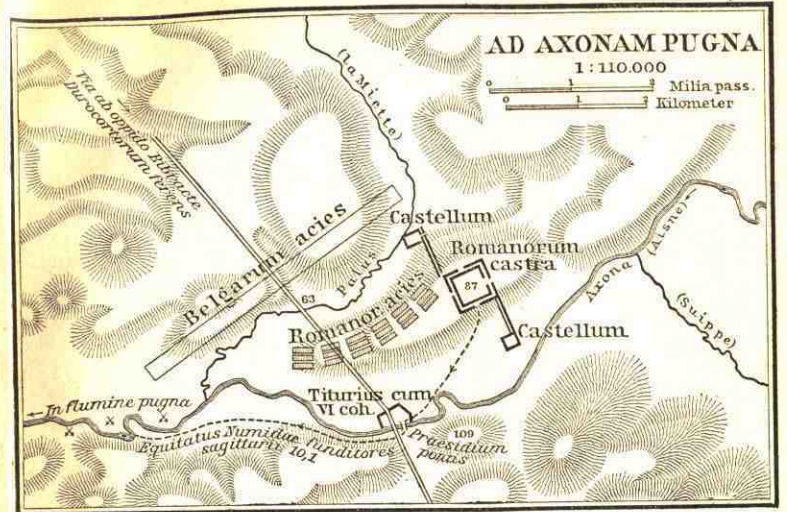 AD AXONAM PUGNA
1:110.000
0 1 2 Milia pass.
0 1 2 Kilometer
Via ab oppido Bibracte
Durocortorum ferens
(la Miette)
Belgarum acies
Castellum
Romanorum
castra
87
Palus
63
Romanor. acies
Castellum
Axona (Aisne)
(Suippe)
← In flumine pugna
Titurius cum
VI coh.
Equitatus Numidae funditores
sagittarii 10,1
Praesidium
pontis
109